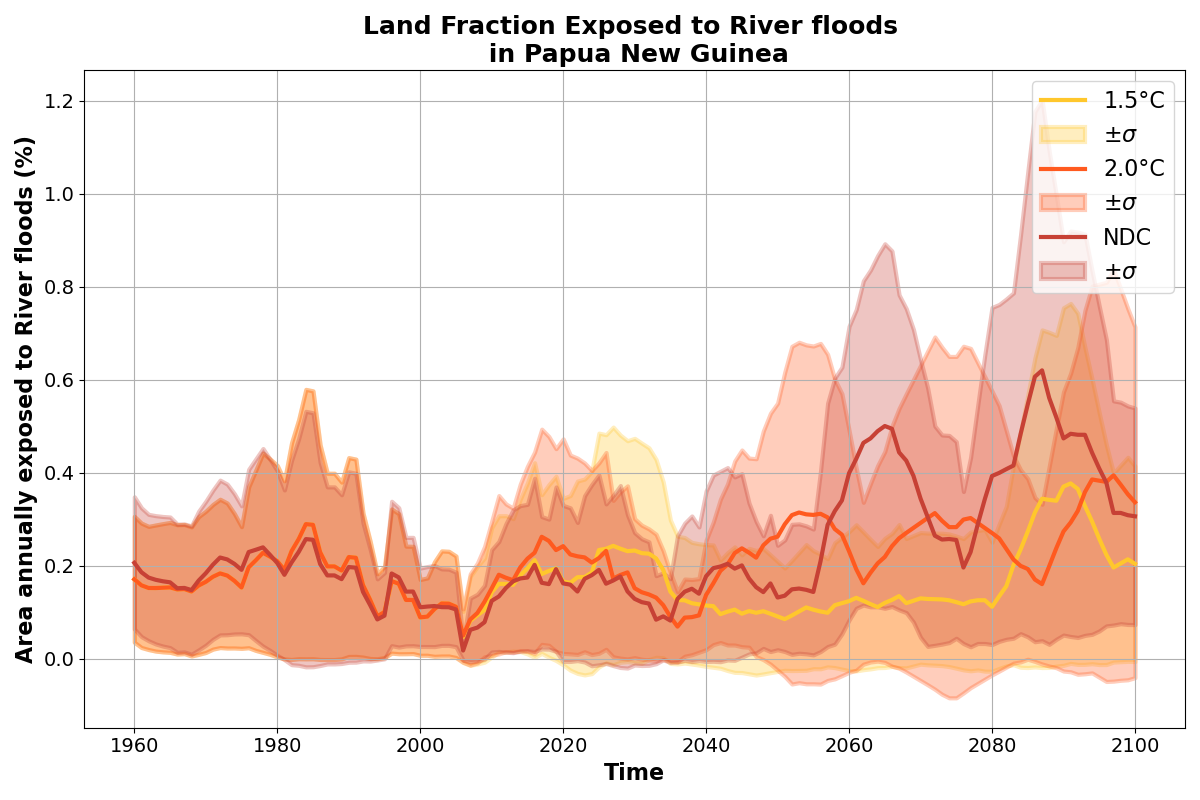 Land Fraction Exposed to River floods
in Papua New Guinea
Area annually exposed to River floods (%)
1.2
1.0
0.8
0.6
0.4
0.2
0.0
1.5°C
±σ
2.0°C
±σ
NDC
±σ
1960
1980
2000
2020
2040
2060
2080
2100
Time